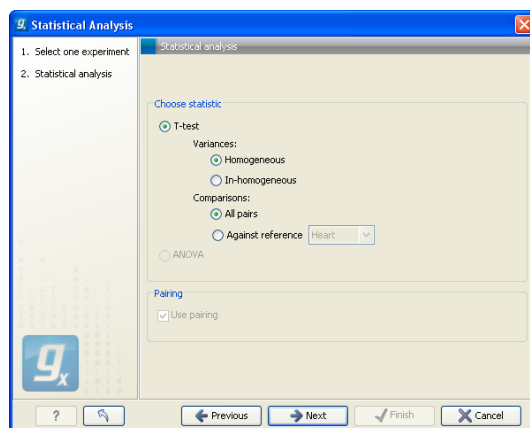 Statistical Analysis
1. Select one experiment
2. Statistical analysis
Statistical analysis
Choose statistic
T-test
Variances:
Homogeneous
In-homogeneous
Comparisons:
All pairs
Against reference Heart
ANOVA
Pairing
Use pairing
gx
? Previous Next Finish Cancel